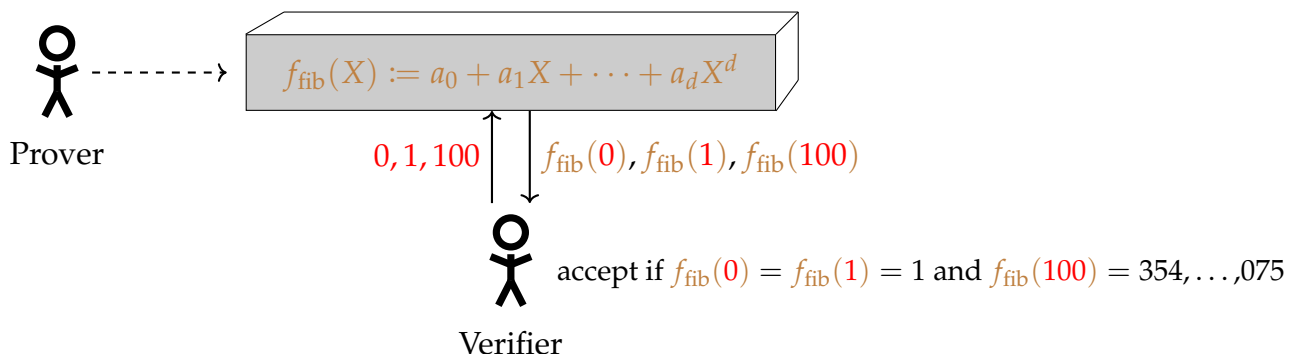 f_fib(X) := a_0 + a_1X + ··· + a_dX^d
Prover
0, 1, 100
f_fib(0), f_fib(1), f_fib(100)
accept if f_fib(0) = f_fib(1) = 1 and f_fib(100) = 354,...,075
Verifier